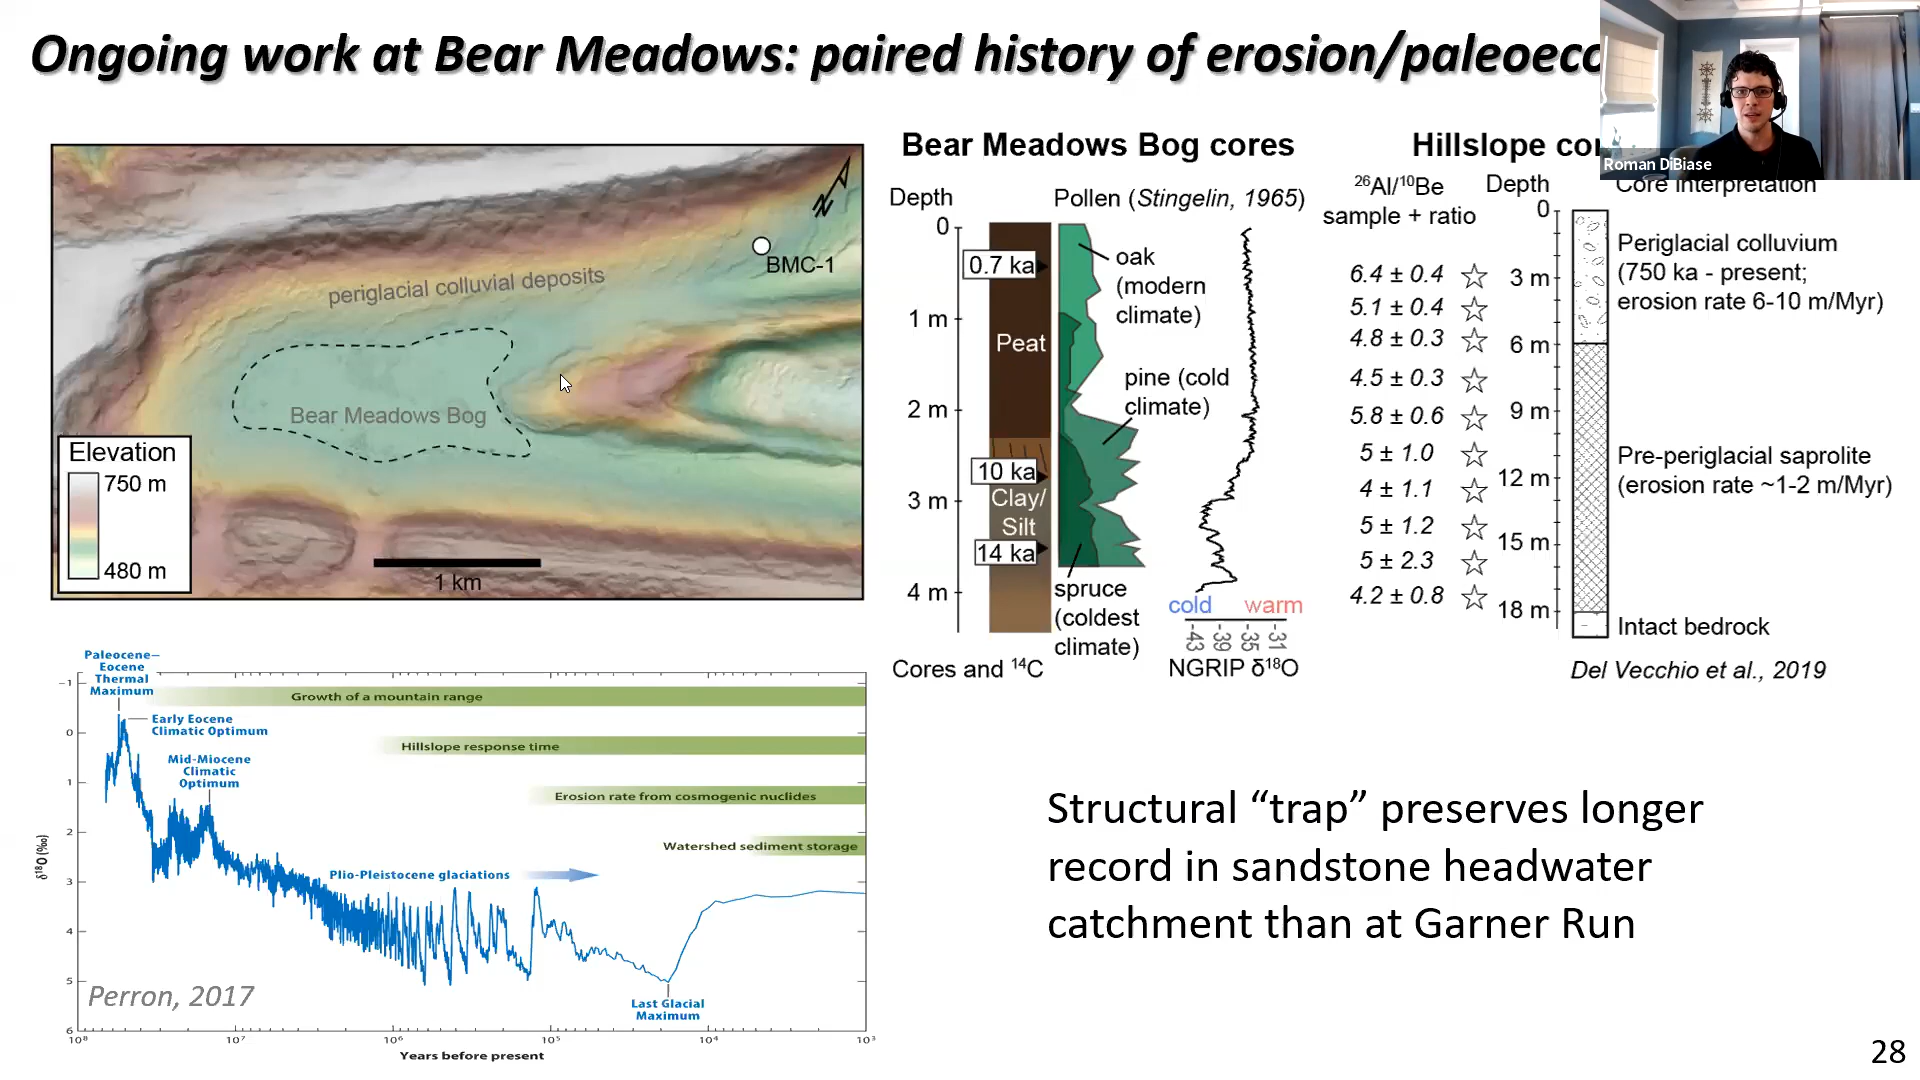 Ongoing work at Bear Meadows: paired history of erosion/paleoeco
Roman DiBiase
BMC-1
periglacial colluvial deposits
Bear Meadows Bog
Elevation
750 m
480 m
1 km
Bear Meadows Bog cores
Depth
Pollen (Stingelin, 1965)
0
0.7 ka
1 m
Peat
2 m
10 ka
3 m
Clay/
Silt
14 ka
4 m
oak
(modern
climate)
pine (cold
climate)
spruce
(coldest
climate)
cold
warm
-43
-39
-35
-31
Cores and ¹⁴C
NGRIP δ¹⁸O
Hillslope co
²⁶Al/¹⁰Be
sample + ratio
Depth
Core interpretation
0
6.4 ± 0.4
3 m
5.1 ± 0.4
4.8 ± 0.3
6 m
4.5 ± 0.3
5.8 ± 0.6
9 m
5 ± 1.0
4 ± 1.1
12 m
5 ± 1.2
5 ± 2.3
15 m
4.2 ± 0.8
18 m
Periglacial colluvium
(750 ka - present;
erosion rate 6-10 m/Myr)
Pre-periglacial saprolite
(erosion rate ~1-2 m/Myr)
Intact bedrock
Del Vecchio et al., 2019
Paleocene–
Eocene
Thermal
Maximum
Early Eocene
Climatic Optimum
Mid-Miocene
Climatic
Optimum
Growth of a mountain range
Hillslope response time
Erosion rate from cosmogenic nuclides
Watershed sediment storage
Plio-Pleistocene glaciations
Last Glacial
Maximum
δ¹⁸O (‰)
–1
0
1
2
3
4
5
6
10⁸
10⁷
10⁶
10⁵
10⁴
10³
Years before present
Perron, 2017
Structural “trap” preserves longer
record in sandstone headwater
catchment than at Garner Run
28